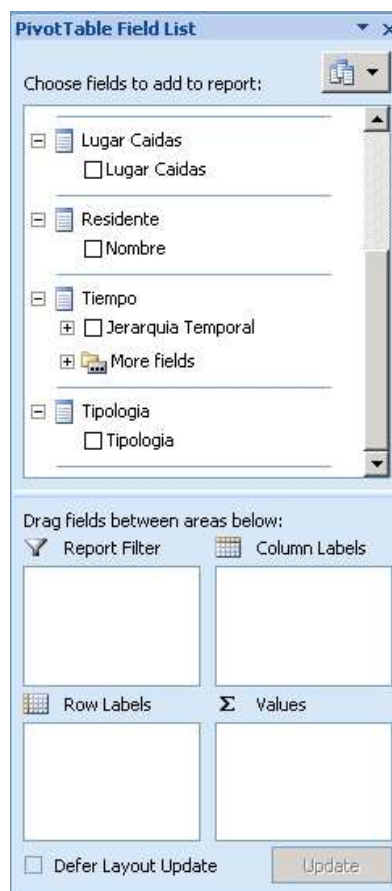 PivotTable Field List
Choose fields to add to report:
Lugar Caidas
Lugar Caidas
Residente
Nombre
Tiempo
Jerarquia Temporal
More fields
Tipologia
Tipologia
Drag fields between areas below:
Report Filter
Column Labels
Row Labels
Σ Values
Defer Layout Update
Update